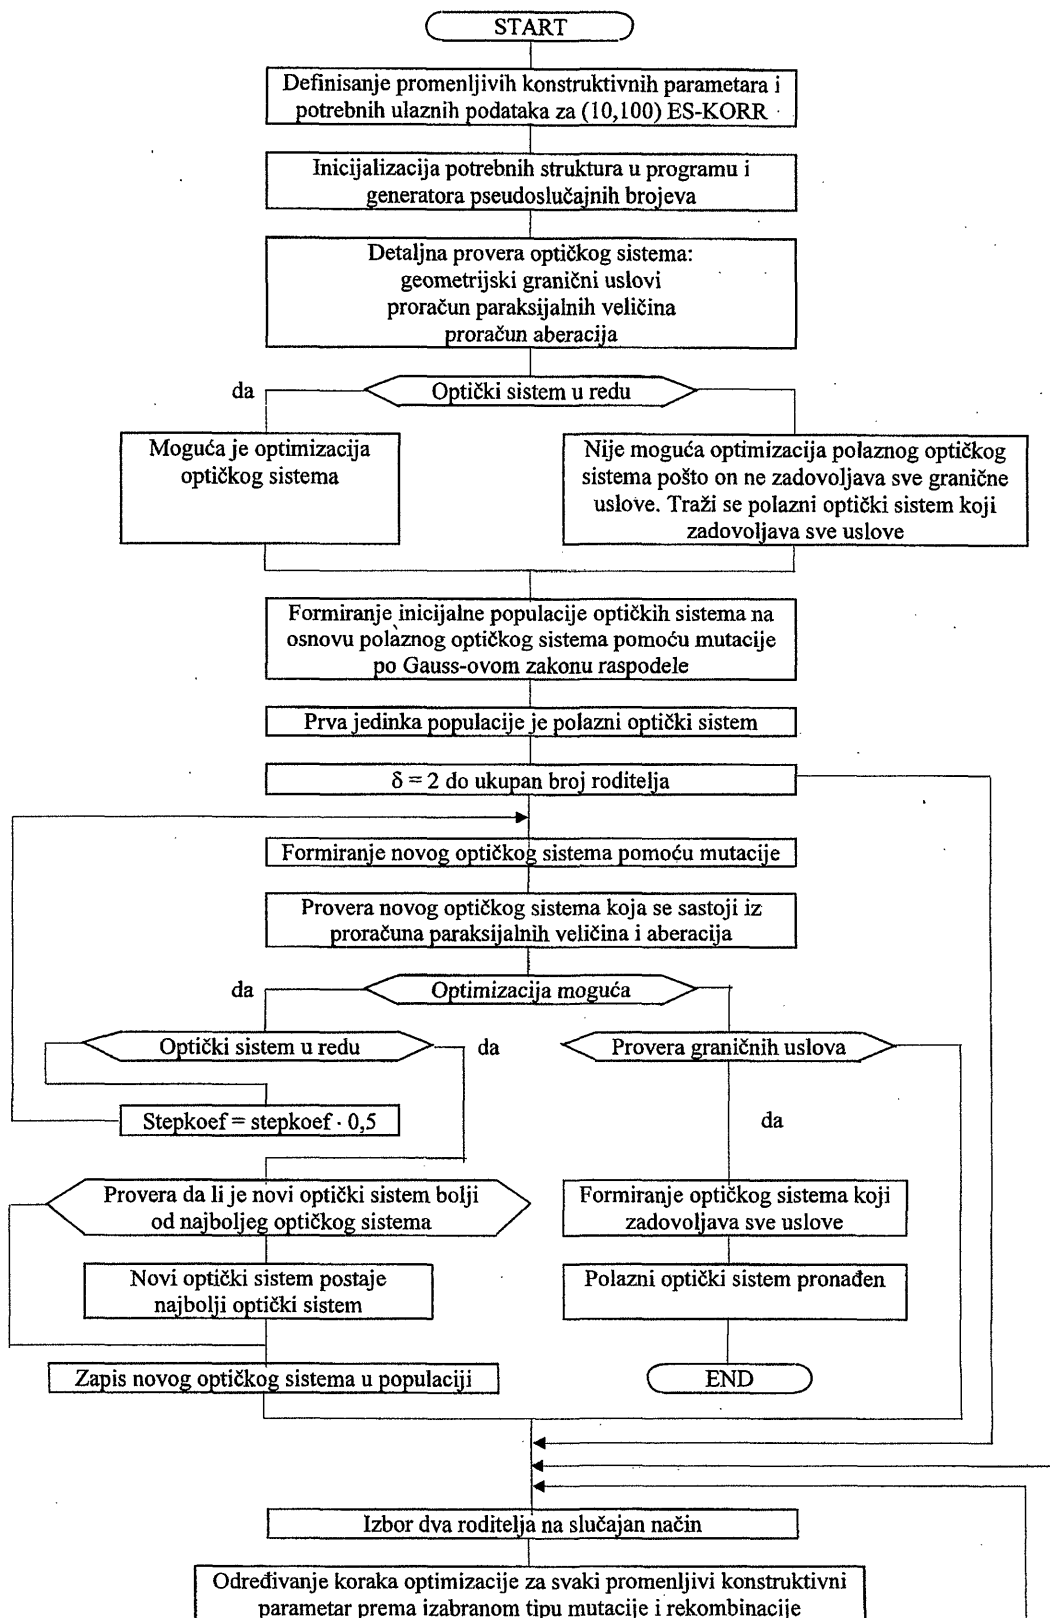 START
Definisanje promenljivih konstruktivnih parametara i
potrebnih ulaznih podataka za (10,100) ES-KORR
Inicijalizacija potrebnih struktura u programu i
generatora pseudoslučajnih brojeva
Detaljna provera optičkog sistema:
geometrijski granični uslovi
proračun paraksijalnih veličina
proračun aberacija
da
Optički sistem u redu
Moguća je optimizacija
optičkog sistema
Nije moguća optimizacija polaznog optičkog
sistema pošto on ne zadovoljava sve granične
uslove. Traži se polazni optički sistem koji
zadovoljava sve uslove
Formiranje inicijalne populacije optičkih sistema na
osnovu polaznog optičkog sistema pomoću mutacije
po Gauss-ovom zakonu raspodele
Prva jedinka populacije je polazni optički sistem
δ = 2 do ukupan broj roditelja
Formiranje novog optičkog sistema pomoću mutacije
Provera novog optičkog sistema koja se sastoji iz
proračuna paraksijalnih veličina i aberacija
da
Optimizacija moguća
Optički sistem u redu
da
Provera graničnih uslova
Stepkoef = stepkoef · 0,5
da
Provera da li je novi optički sistem bolji
od najboljeg optičkog sistema
Formiranje optičkog sistema koji
zadovoljava sve uslove
Novi optički sistem postaje
najbolji optički sistem
Polazni optički sistem pronađen
Zapis novog optičkog sistema u populaciji
END
Izbor dva roditelja na slučajan način
Određivanje koraka optimizacije za svaki promenljivi konstruktivni
parametar prema izabranom tipu mutacije i rekombinacije